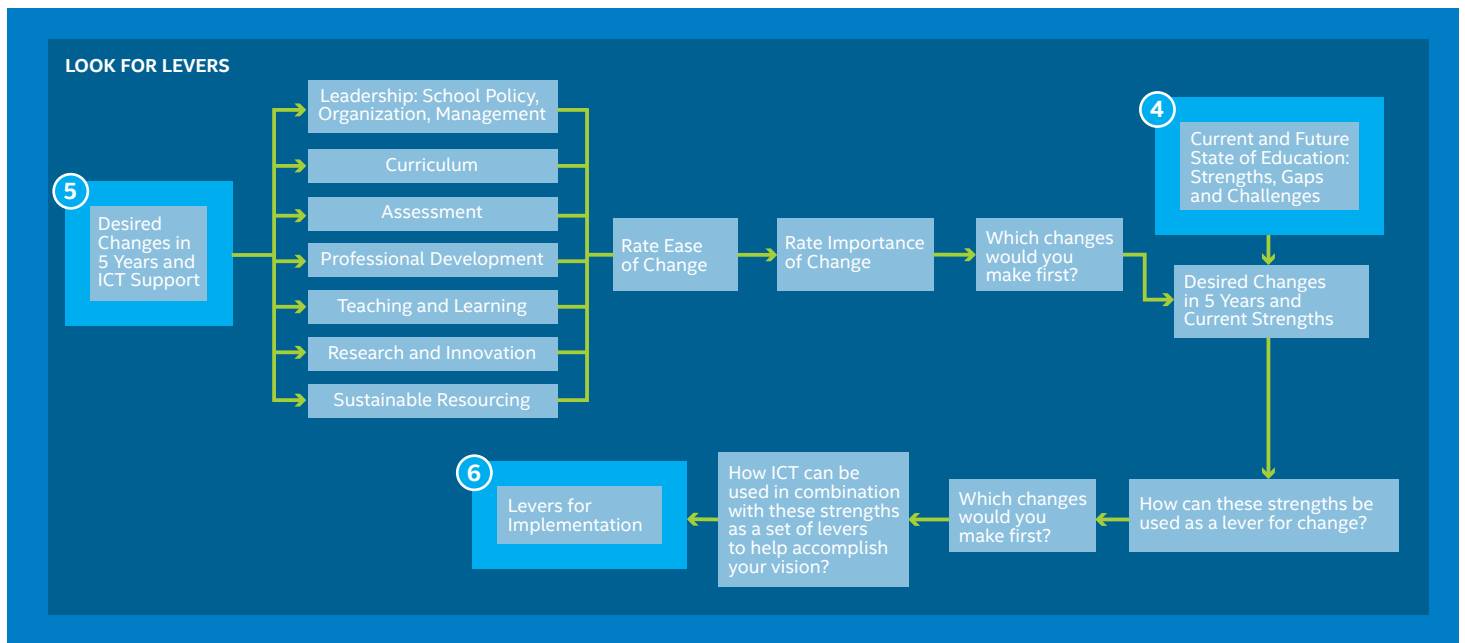 LOOK FOR LEVERS
5
Desired
Changes in
5 Years and
ICT Support
Leadership: School Policy,
Organization, Management
Curriculum
Assessment
Professional Development
Teaching and Learning
Research and Innovation
Sustainable Resourcing
Rate Ease
of Change
Rate Importance
of Change
Which changes
would you
make first?
4
Current and Future
State of Education:
Strengths, Gaps
and Challenges
Desired Changes
in 5 Years and
Current Strengths
How can these strengths be
used as a lever for change?
Which changes
would you
make first?
How ICT can be
used in combination
with these strengths
as a set of levers
to help accomplish
your vision?
6
Levers for
Implementation